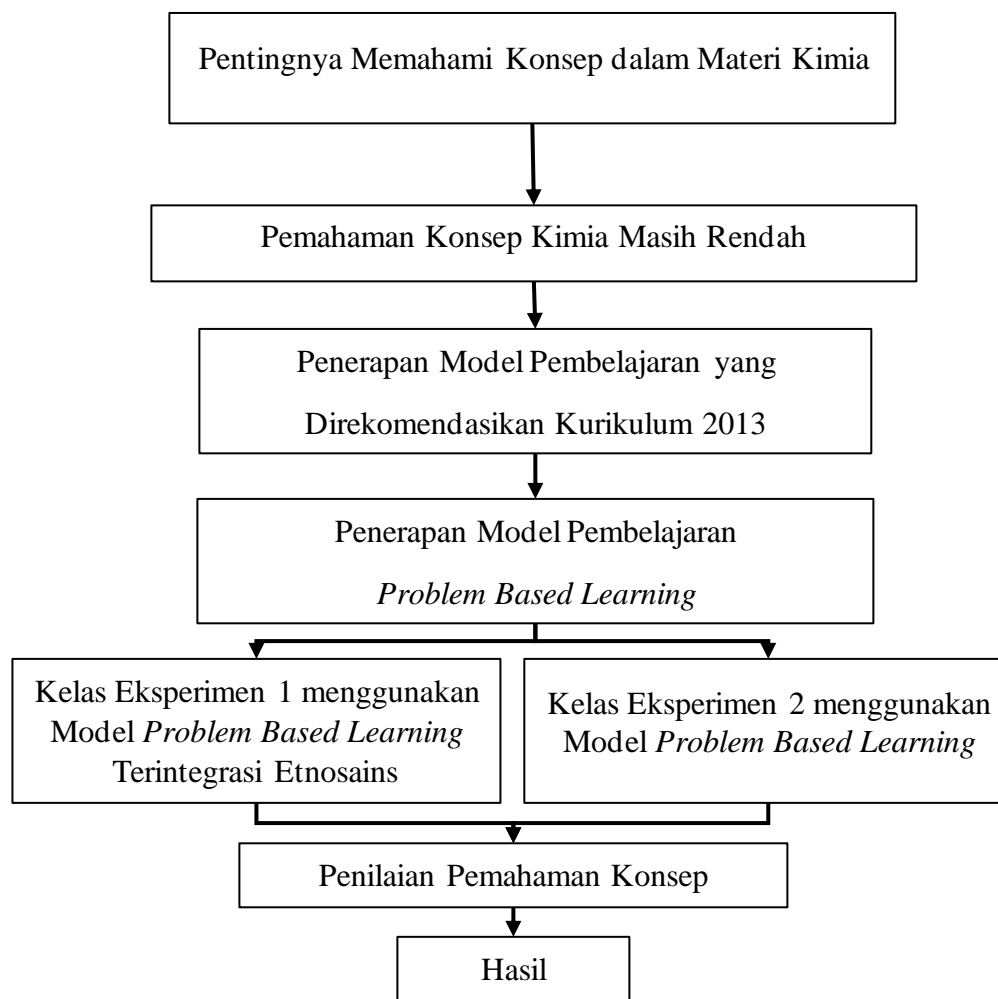 Pentingnya Memahami Konsep dalam Materi Kimia
Pemahaman Konsep Kimia Masih Rendah
Penerapan Model Pembelajaran yang
Direkomendasikan Kurikulum 2013
Penerapan Model Pembelajaran
Problem Based Learning
Kelas Eksperimen 1 menggunakan
Model Problem Based Learning
Terintegrasi Etnosains
Kelas Eksperimen 2 menggunakan
Model Problem Based Learning
Penilaian Pemahaman Konsep
Hasil